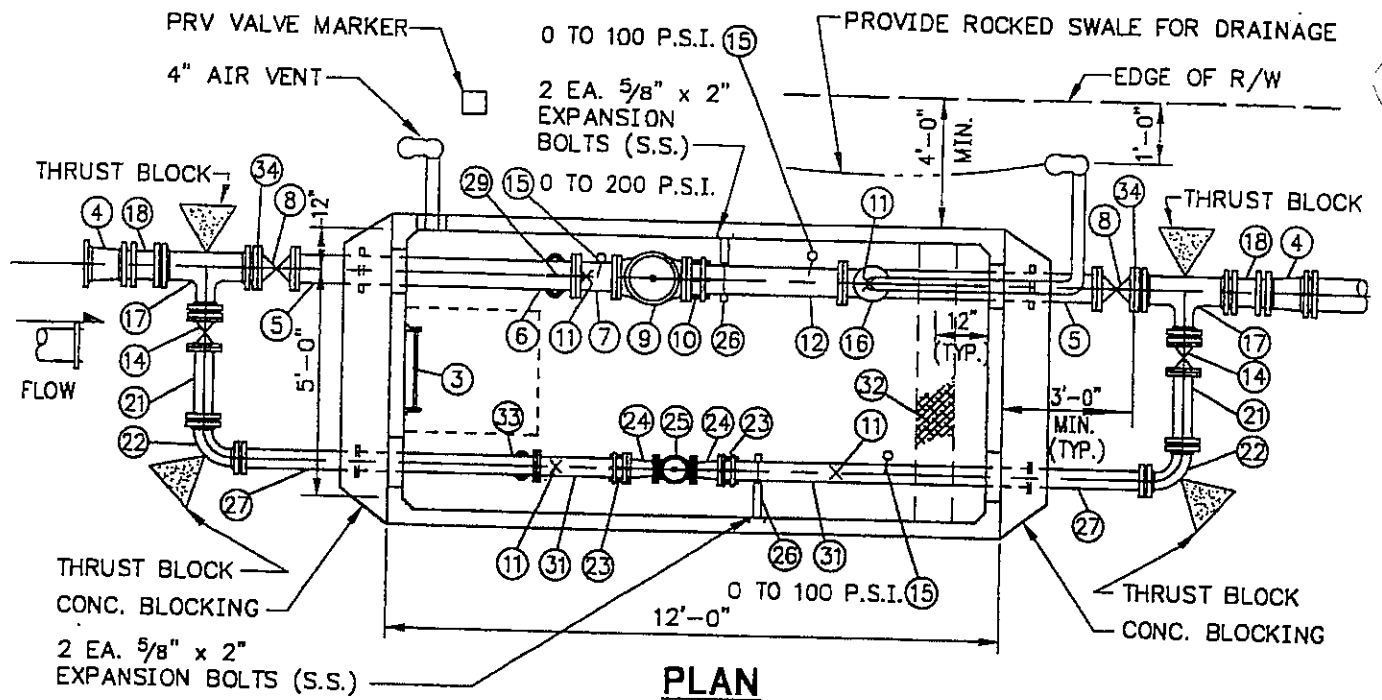 PRV VALVE MARKER
4" AIR VENT
0 TO 100 P.S.I. 15
2 EA. 5/8" x 2"
EXPANSION
BOLTS (S.S.)
PROVIDE ROCKED SWALE FOR DRAINAGE
EDGE OF R/W
4'-0"
MIN.
1'-0"
THRUST BLOCK
34
8
12"
29
15 0 TO 200 P.S.I.
11
8
34
THRUST BLOCK
4
18
18
4
17
5
6
11
7
9
10
26
12
16
12"
(TYP.)
5
17
14
14
FLOW
5'-0"
3
32
3'-0"
MIN.
(TYP.)
21
21
22
33
24
25
24
23
11
22
27
11
31
23
26
31
27
0 TO 100 P.S.I. 15
THRUST BLOCK
CONC. BLOCKING
2 EA. 5/8" x 2"
EXPANSION BOLTS (S.S.)
12'-0"
THRUST BLOCK
CONC. BLOCKING
PLAN